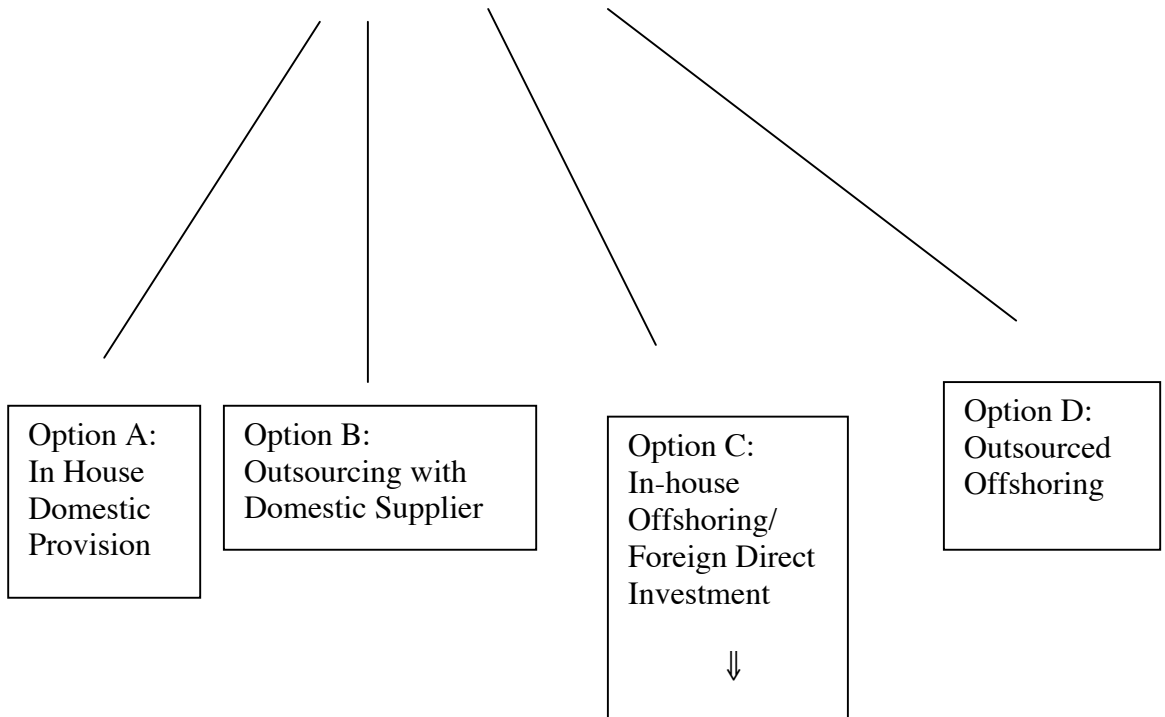 Option A:
In House
Domestic
Provision
Option B:
Outsourcing with
Domestic Supplier
Option C:
In-house
Offshoring/
Foreign Direct
Investment
⇓
Option D:
Outsourced
Offshoring